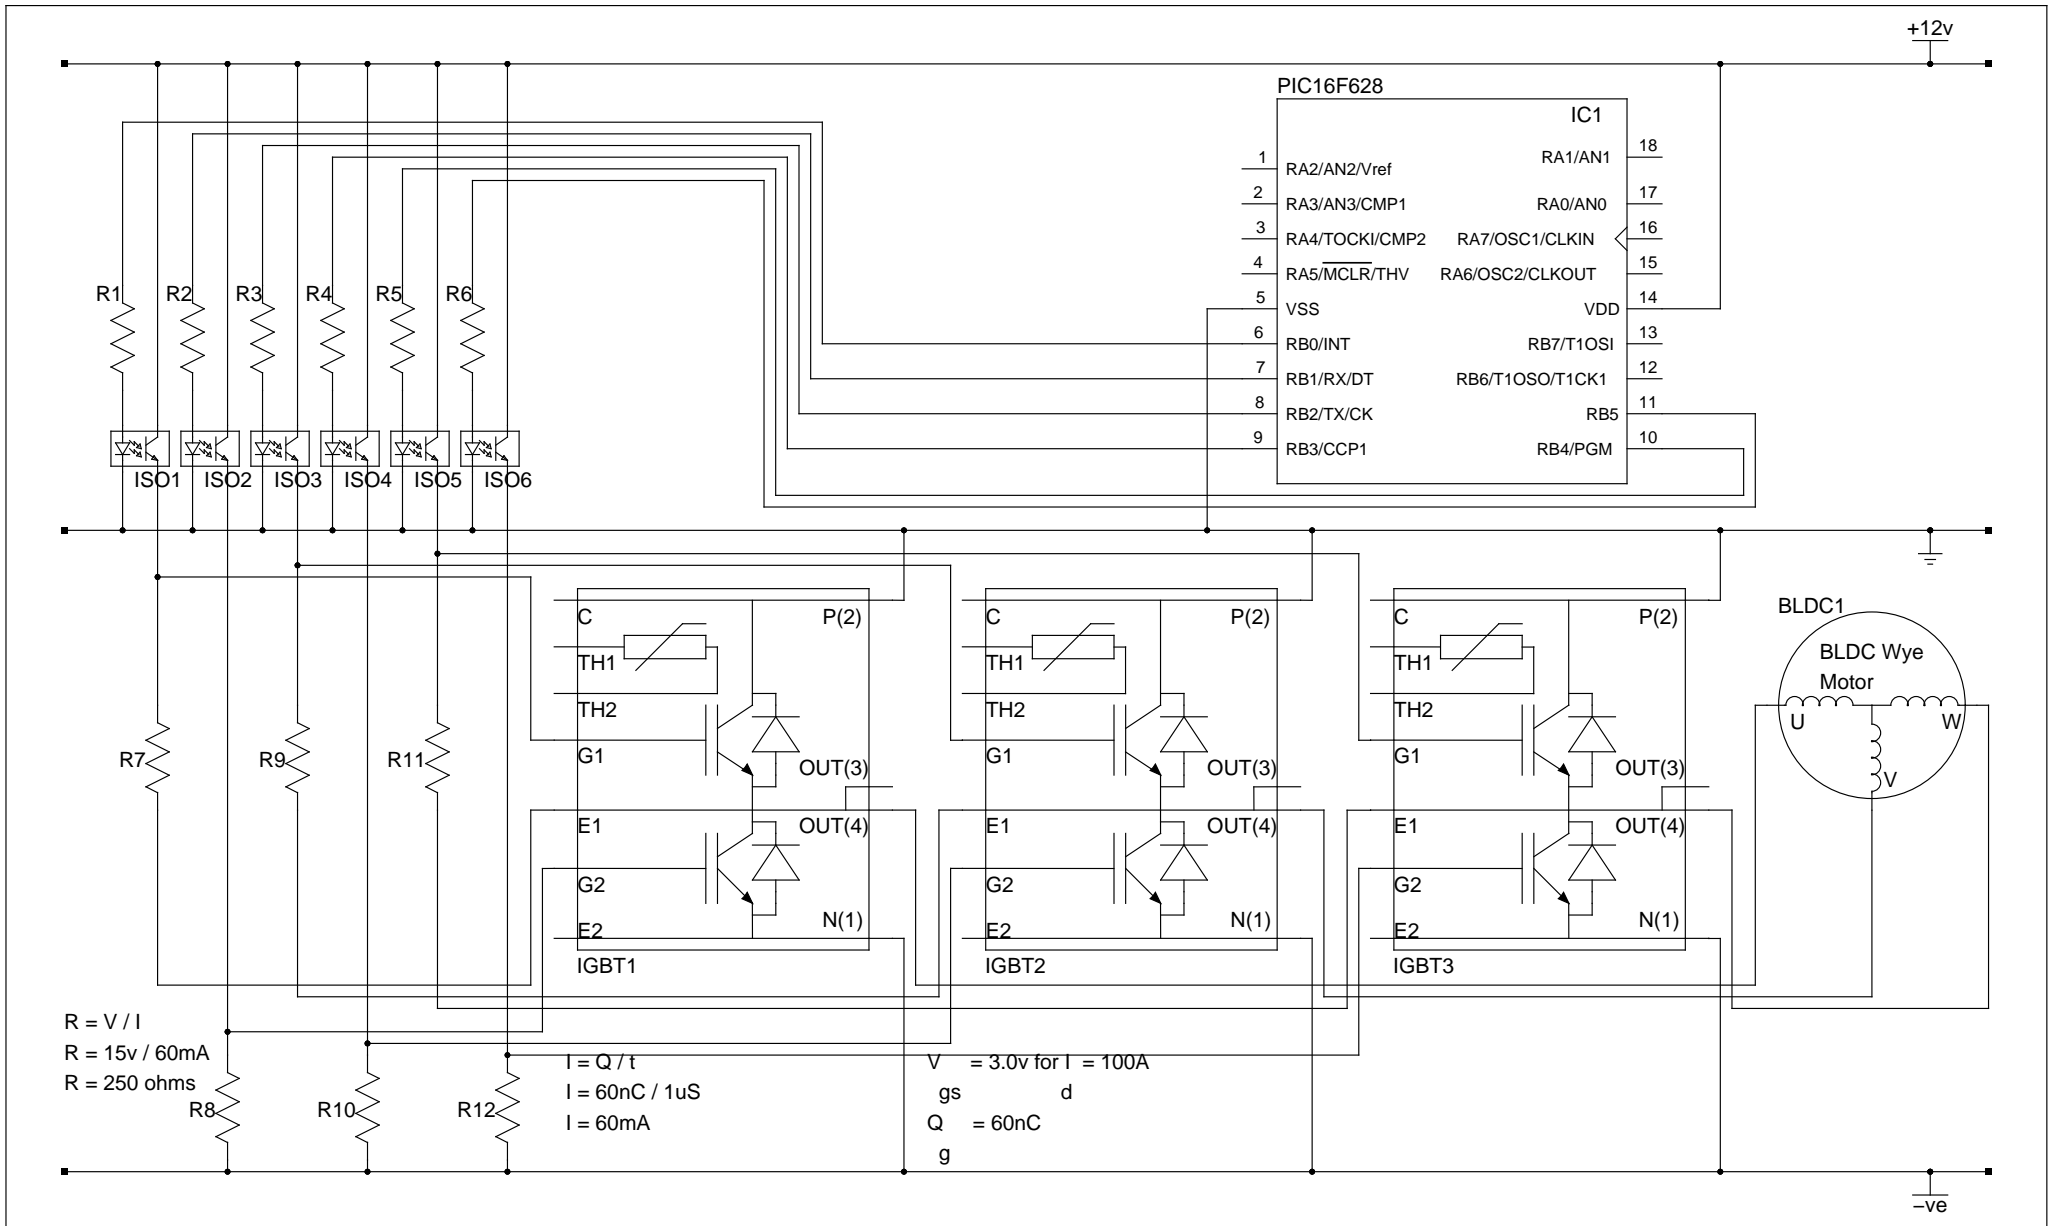 +12v
PIC16F628
IC1
1
RA2/AN2/Vref
2
RA3/AN3/CMP1
3
RA4/TOCKI/CMP2
4
RA5/MCLR/THV
5
VSS
6
RB0/INT
7
RB1/RX/DT
8
RB2/TX/CK
9
RB3/CCP1
18
RA1/AN1
17
RA0/AN0
16
RA7/OSC1/CLKIN
15
RA6/OSC2/CLKOUT
14
VDD
13
RB7/T1OSI
12
RB6/T1OSO/T1CK1
11
RB5
10
RB4/PGM
R1
R2
R3
R4
R5
R6
ISO1
ISO2
ISO3
ISO4
ISO5
ISO6
R7
R9
R11
C
P(2)
TH1
TH2
G1
OUT(3)
E1
OUT(4)
G2
N(1)
E2
IGBT1
C
P(2)
TH1
TH2
G1
OUT(3)
E1
OUT(4)
G2
N(1)
E2
IGBT2
C
P(2)
TH1
TH2
G1
OUT(3)
E1
OUT(4)
G2
N(1)
E2
IGBT3
BLDC1
BLDC Wye
Motor
U
W
V
R = V / I
R = 15v / 60mA
R = 250 ohms
R8
R10
R12
I = Q / t
I = 60nC / 1uS
I = 60mA
V = 3.0v for I = 100A
gs d
Q = 60nC
g
−ve